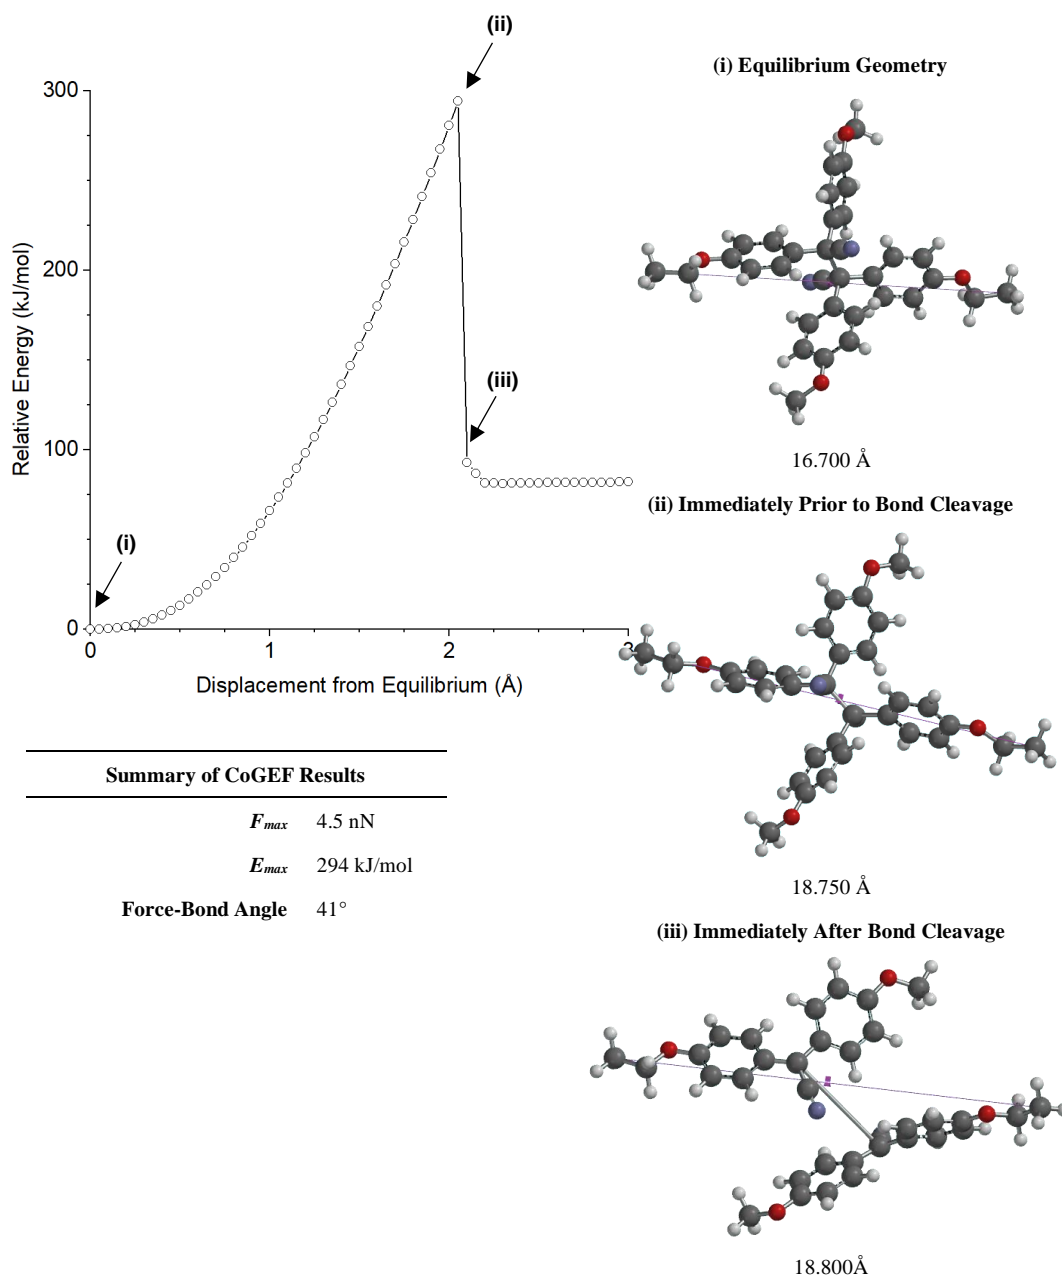 (ii)
300
200
100
0
Relative Energy (kJ/mol)
(iii)
(i)
0
1
2
3
Displacement from Equilibrium (Å)
Summary of CoGEF Results
Fmax 4.5 nN
Emax 294 kJ/mol
Force-Bond Angle 41°
(i) Equilibrium Geometry
16.700 Å
(ii) Immediately Prior to Bond Cleavage
18.750 Å
(iii) Immediately After Bond Cleavage
18.800Å